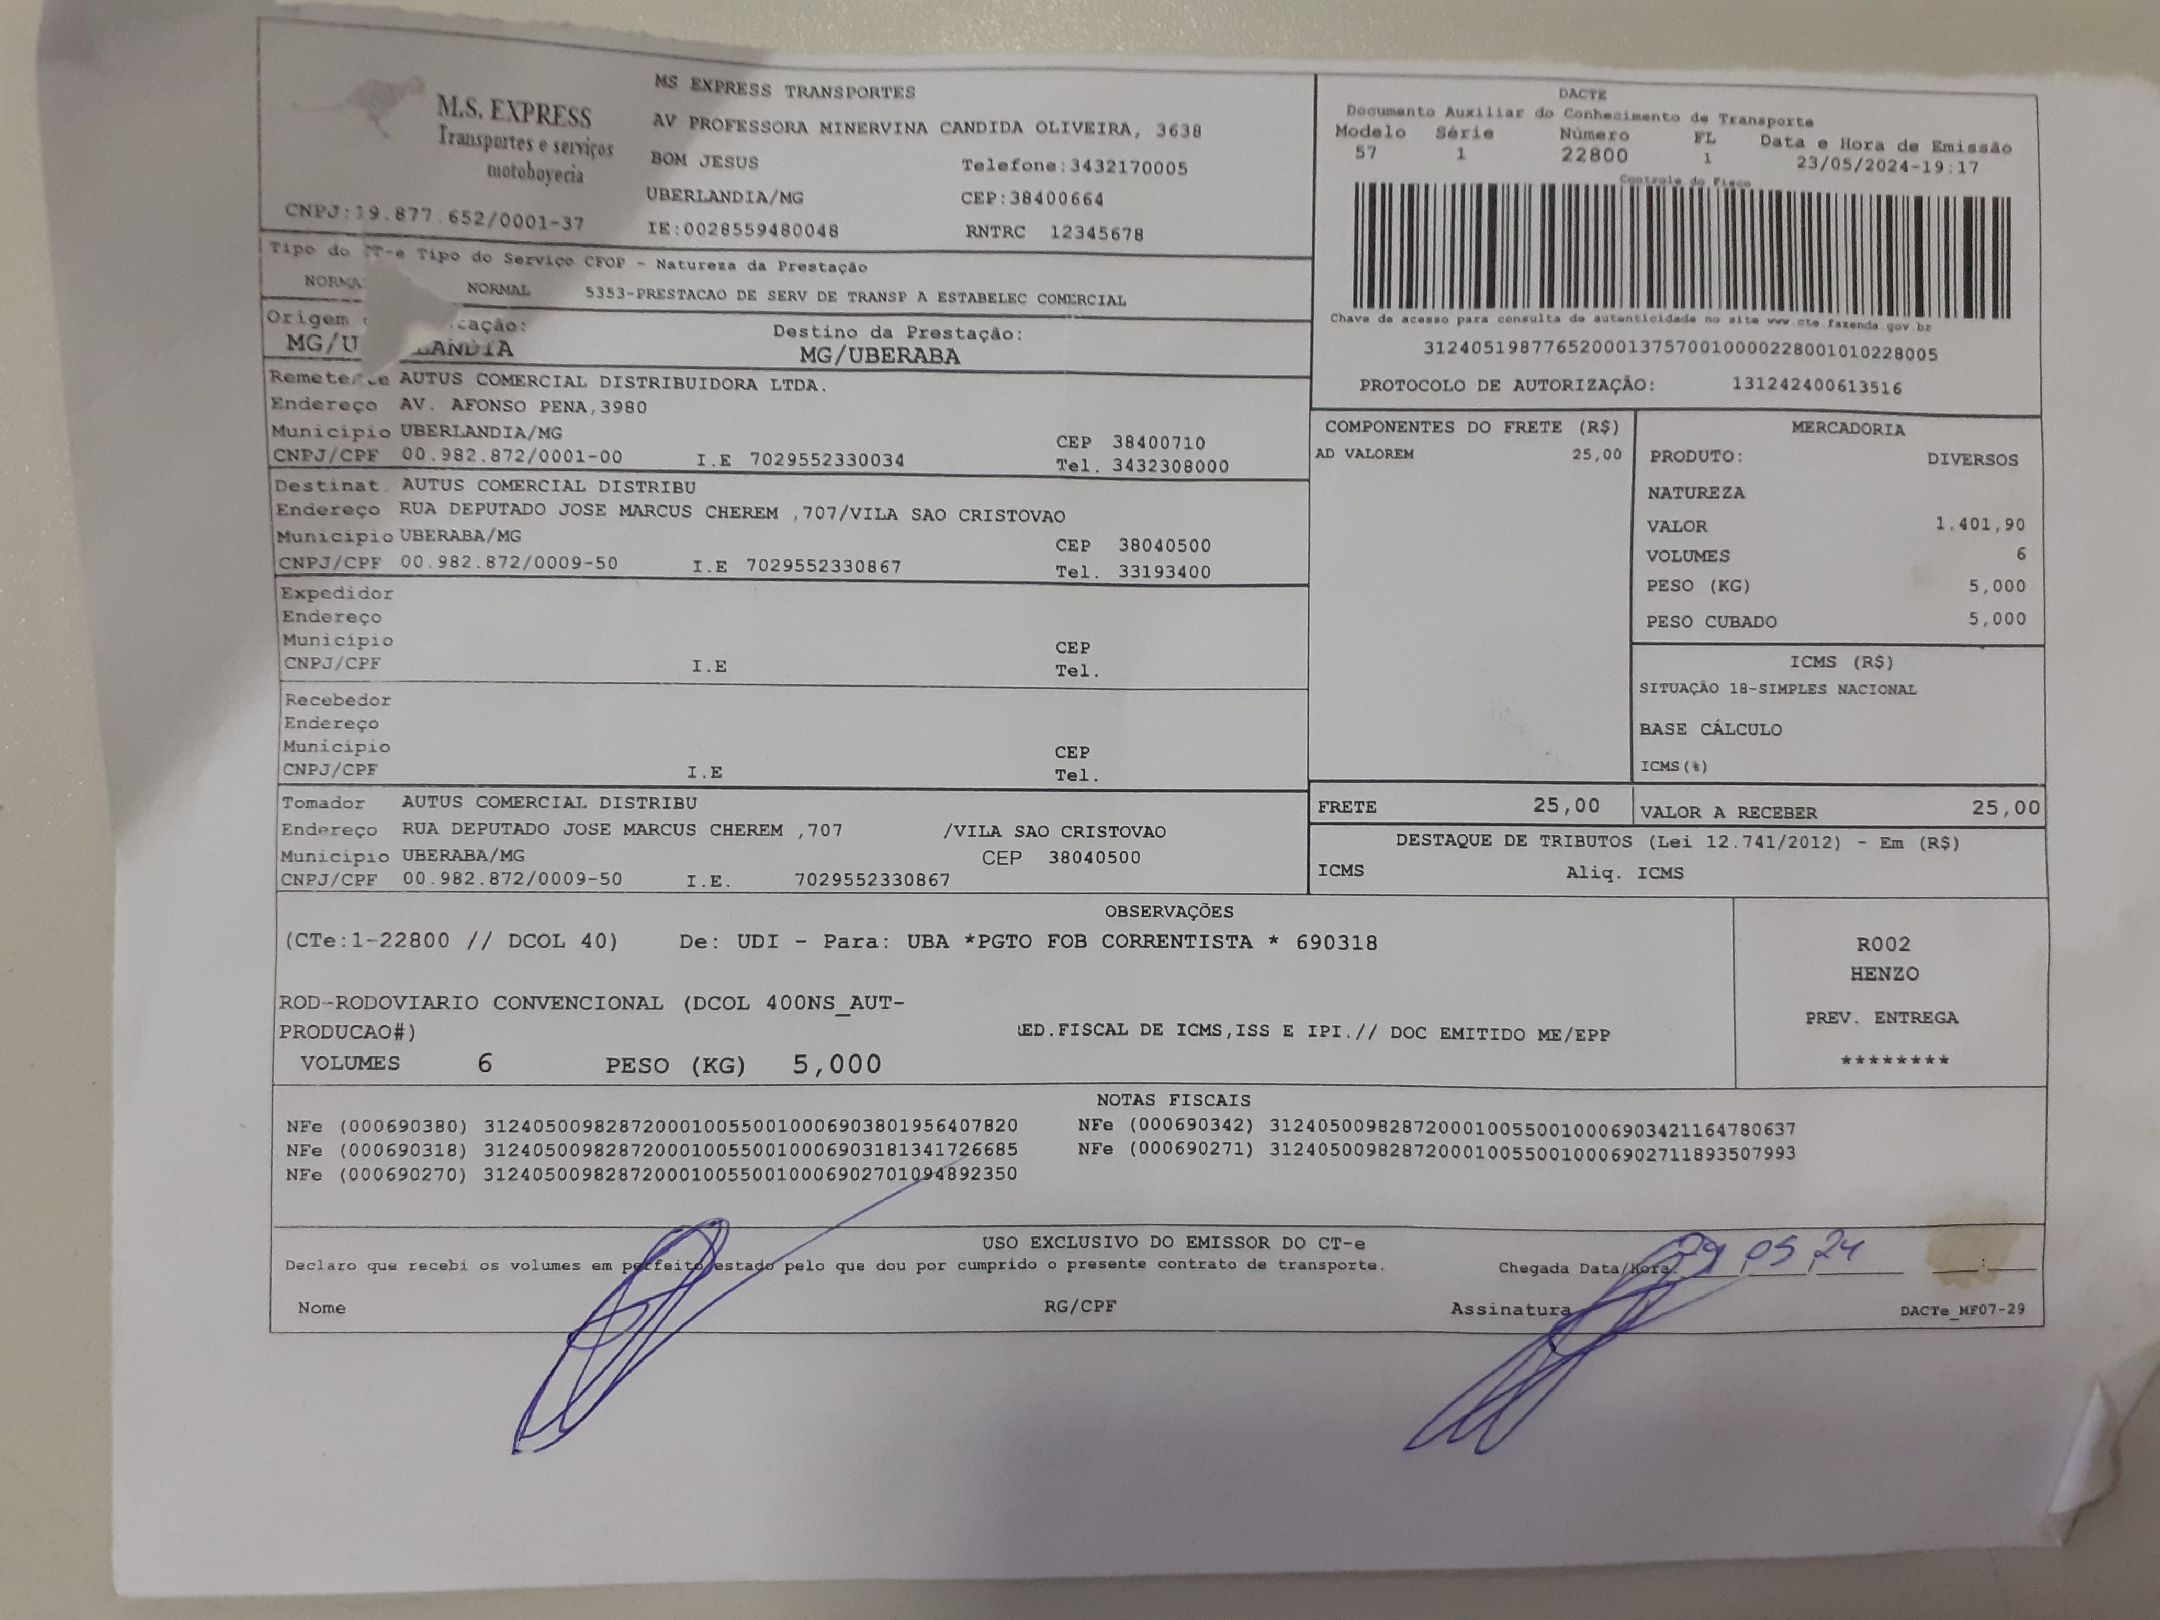 M.S. EXPRESS
Transportes e serviços
motoboyecia
CNPJ:19.877.652/0001-37
MS EXPRESS TRANSPORTES
AV PROFESSORA MINERVINA CANDIDA OLIVEIRA, 3638
BOM JESUS Telefone:3432170005
UBERLANDIA/MG CEP:38400664
IE:0028559480048 RNTRC 12345678
DACTE
Documento Auxiliar do Conhecimento de Transporte
Modelo Série Número FL Data e Hora de Emissão
57 1 22800 1 23/05/2024-19:17
Controle do Fisco
Chave de acesso para consulta de autenticidade no site www.cte.fazenda.gov.br
31240519877652000137570010000228001010228005
PROTOCOLO DE AUTORIZAÇÃO: 131242400613516
Tipo do CT-e Tipo do Serviço CFOP - Natureza da Prestação
NORMA NORMAL 5353-PRESTACAO DE SERV DE TRANSP A ESTABELEC COMERCIAL
Origem cação: Destino da Prestação:
MG/U LANDIA MG/UBERABA
Remetente AUTUS COMERCIAL DISTRIBUIDORA LTDA.
Endereço AV. AFONSO PENA,3980
Município UBERLANDIA/MG CEP 38400710
CNPJ/CPF 00.982.872/0001-00 I.E 7029552330034 Tel. 3432308000
Destinat. AUTUS COMERCIAL DISTRIBU
Endereço RUA DEPUTADO JOSE MARCUS CHEREM ,707/VILA SAO CRISTOVAO
Município UBERABA/MG CEP 38040500
CNPJ/CPF 00.982.872/0009-50 I.E 7029552330867 Tel. 33193400
Expedidor
Endereço
Município CEP
CNPJ/CPF I.E Tel.
Recebedor
Endereço
Município CEP
CNPJ/CPF I.E Tel.
Tomador AUTUS COMERCIAL DISTRIBU
Endereço RUA DEPUTADO JOSE MARCUS CHEREM ,707 /VILA SAO CRISTOVAO
Município UBERABA/MG CEP 38040500
CNPJ/CPF 00.982.872/0009-50 I.E. 7029552330867
COMPONENTES DO FRETE (R$)
AD VALOREM 25,00
MERCADORIA
PRODUTO: DIVERSOS
NATUREZA
VALOR 1.401,90
VOLUMES 6
PESO (KG) 5,000
PESO CUBADO 5,000
ICMS (R$)
SITUAÇÃO 18-SIMPLES NACIONAL
BASE CÁLCULO
ICMS(%)
FRETE 25,00 VALOR A RECEBER 25,00
DESTAQUE DE TRIBUTOS (Lei 12.741/2012) - Em (R$)
ICMS Aliq. ICMS
OBSERVAÇÕES
(CTe:1-22800 // DCOL 40) De: UDI - Para: UBA *PGTO FOB CORRENTISTA * 690318
ROD-RODOVIARIO CONVENCIONAL (DCOL 400NS_AUT-
PRODUCAO#) ED.FISCAL DE ICMS,ISS E IPI.// DOC EMITIDO ME/EPP
VOLUMES 6 PESO (KG) 5,000
R002
HENZO
PREV. ENTREGA
********
NOTAS FISCAIS
NFe (000690380) 31240500982872000100550010006903801956407820 NFe (000690342) 31240500982872000100550010006903421164780637
NFe (000690318) 31240500982872000100550010006903181341726685 NFe (000690271) 31240500982872000100550010006902711893507993
NFe (000690270) 31240500982872000100550010006902701094892350
USO EXCLUSIVO DO EMISSOR DO CT-e
Declaro que recebi os volumes em perfeito estado pelo que dou por cumprido o presente contrato de transporte. Chegada Data/Hora: 05 24
Nome RG/CPF Assinatura DACTe_MF07-29